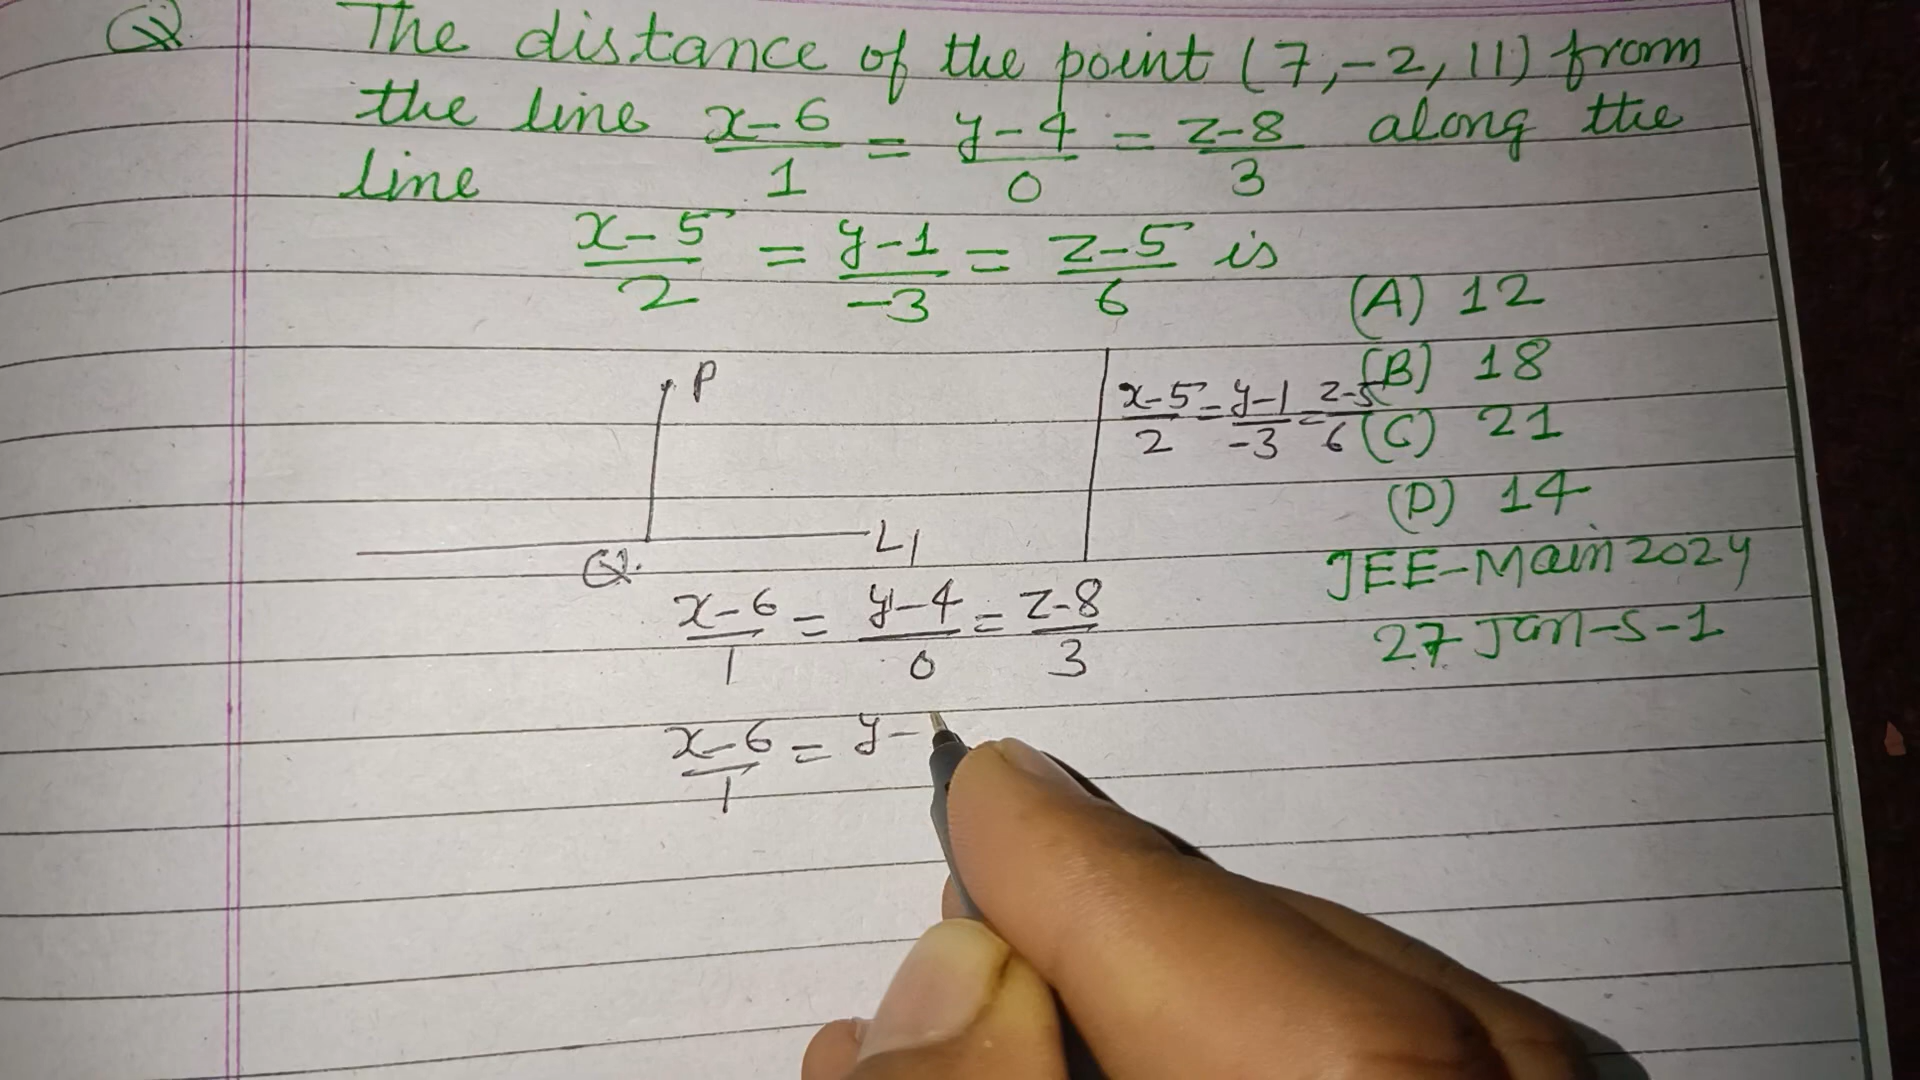 Q The distance of the point (7,-2,11) from
the line x-6/1 = y-4/0 = z-8/3 along the
line
x-5/2 = y-1/-3 = z-5/6 is
(A) 12
(B) 18
(C) 21
(D) 14
JEE-Main 2024
27 Jan-S-1
P
x-5/2 = y-1/-3 = z-5/6
Q.
L1
x-6/1 = y-4/0 = z-8/3
x-6/1 = y-